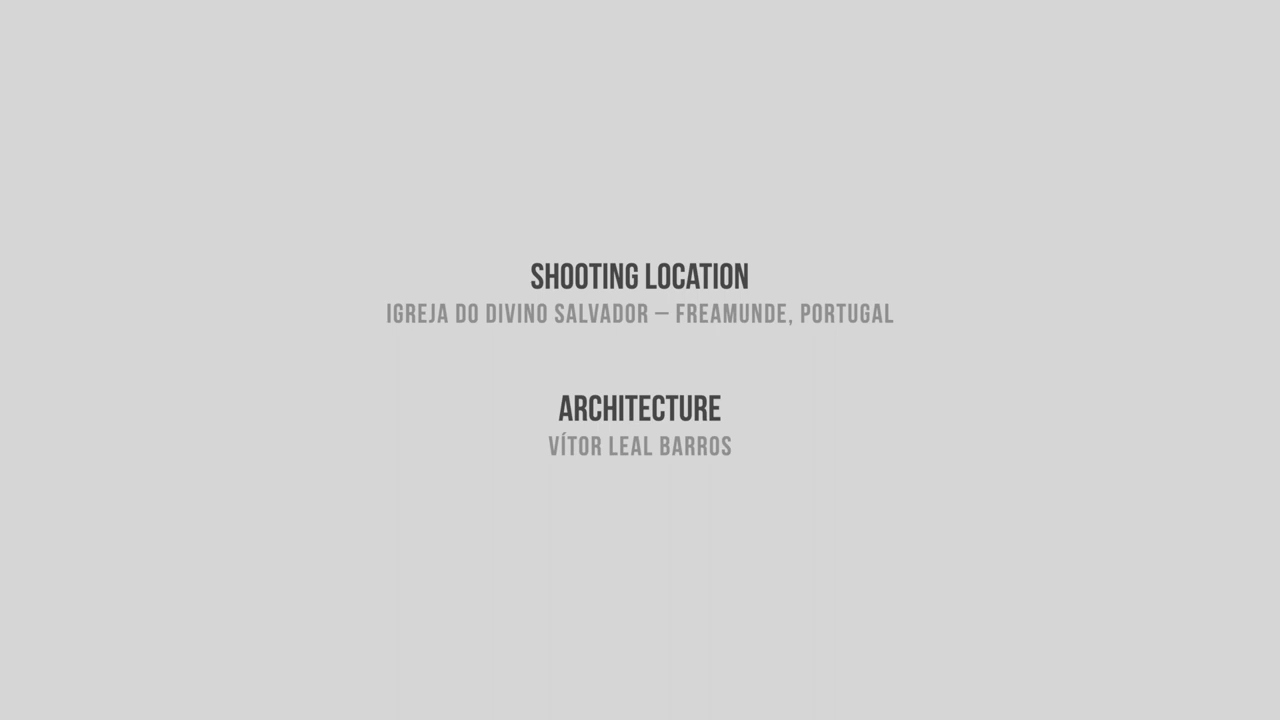 SHOOTING LOCATION
IGREJA DO DIVINO SALVADOR – FREAMUNDE, PORTUGAL
ARCHITECTURE
VÍTOR LEAL BARROS